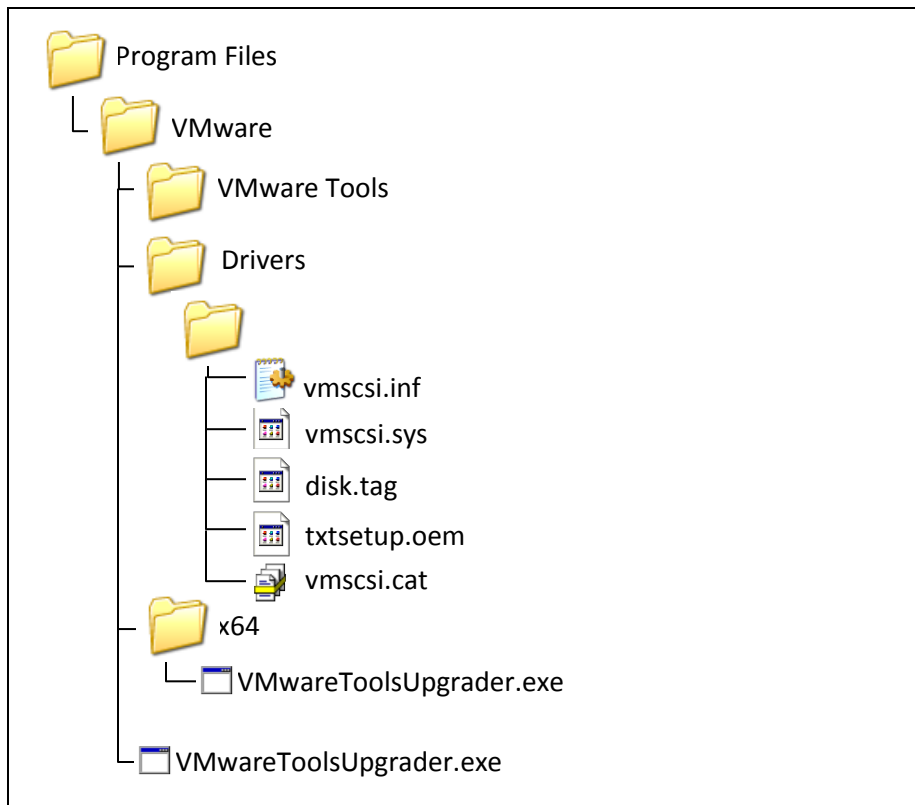 Program Files
VMware
VMware Tools
Drivers
vmscsi.inf
vmscsi.sys
disk.tag
txtsetup.oem
vmscsi.cat
x64
VMwareToolsUpgrader.exe
VMwareToolsUpgrader.exe